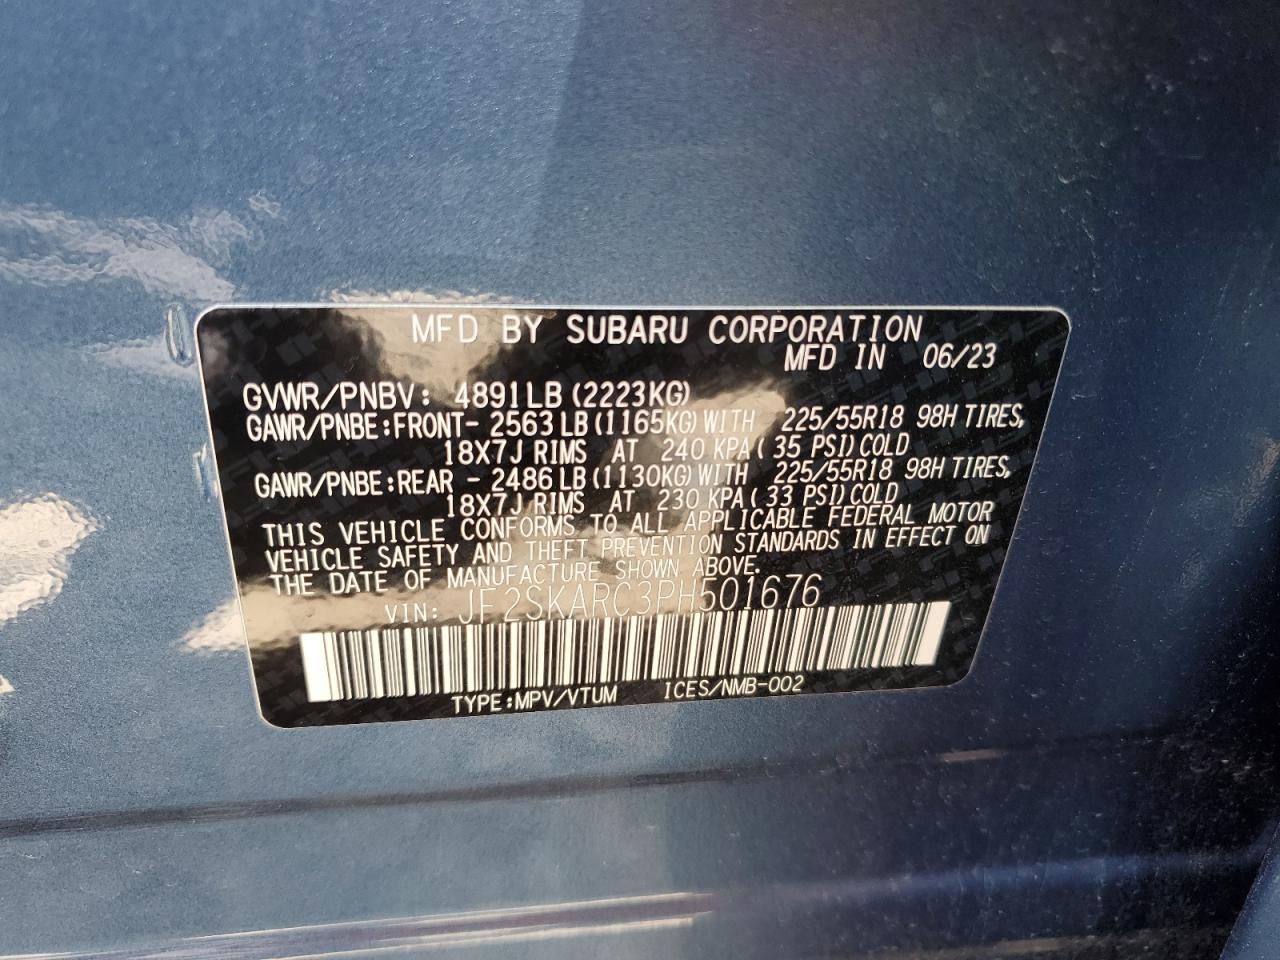 MFD BY SUBARU CORPORATION
MFD IN 06/23
GVWR/PNBV: 4891LB(2223KG)
GAWR/PNBE:FRONT- 2563LB(1165KG)WITH 225/55R18 98H TIRES,
18X7J RIMS AT 240 KPA(35 PSI)COLD
GAWR/PNBE:REAR - 2486LB(1130KG)WITH 225/55R18 98H TIRES,
18X7J RIMS AT 230 KPA(33 PSI)COLD
THIS VEHICLE CONFORMS TO ALL APPLICABLE FEDERAL MOTOR
VEHICLE SAFETY AND THEFT PREVENTION STANDARDS IN EFFECT ON
THE DATE OF MANUFACTURE SHOWN ABOVE.
VIN: JF2SKARC3PH501676
TYPE:MPV/VTUM ICES/NMB-002